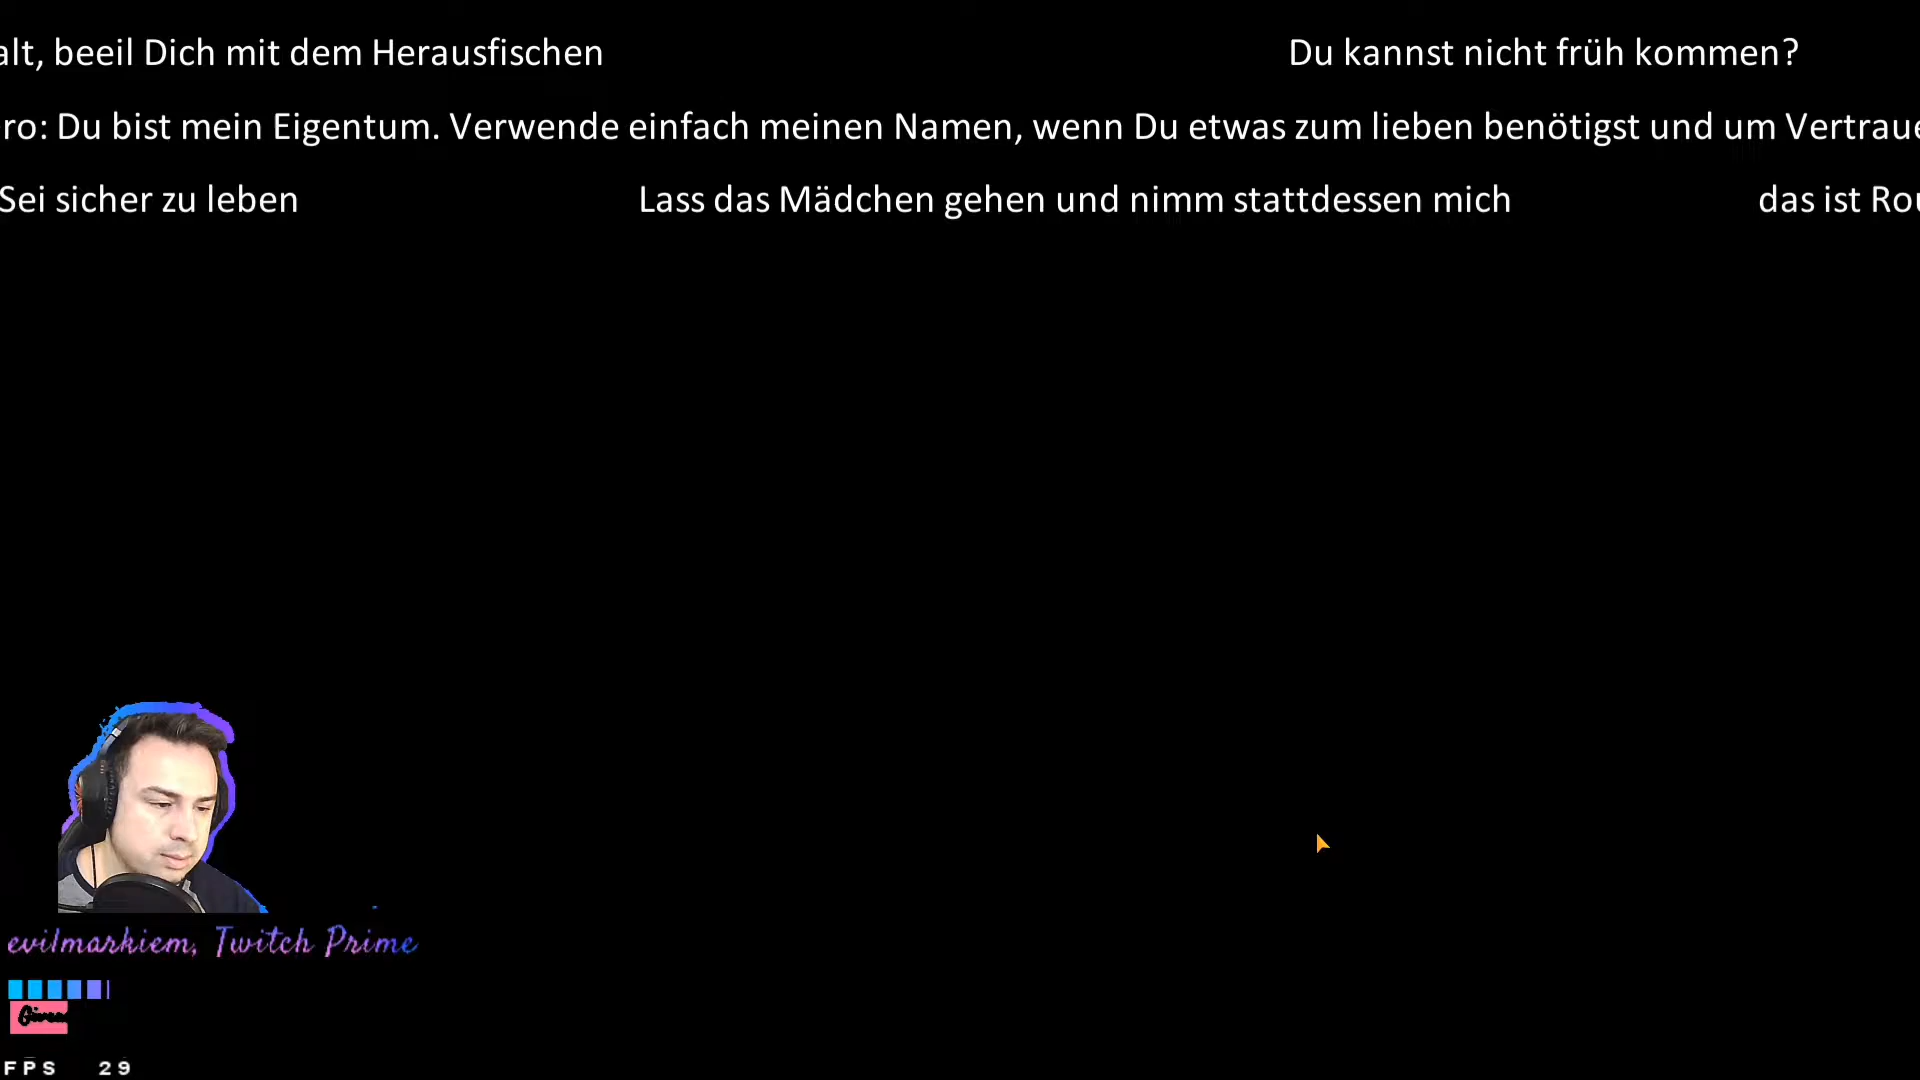 alt, beeil Dich mit dem Herausfischen Du kannst nicht früh kommen?
ro: Du bist mein Eigentum. Verwende einfach meinen Namen, wenn Du etwas zum lieben benötigst und um Vertraue
Sei sicher zu leben Lass das Mädchen gehen und nimm stattdessen mich das ist Rou
evilmarkiem, Twitch Prime
FPS 29